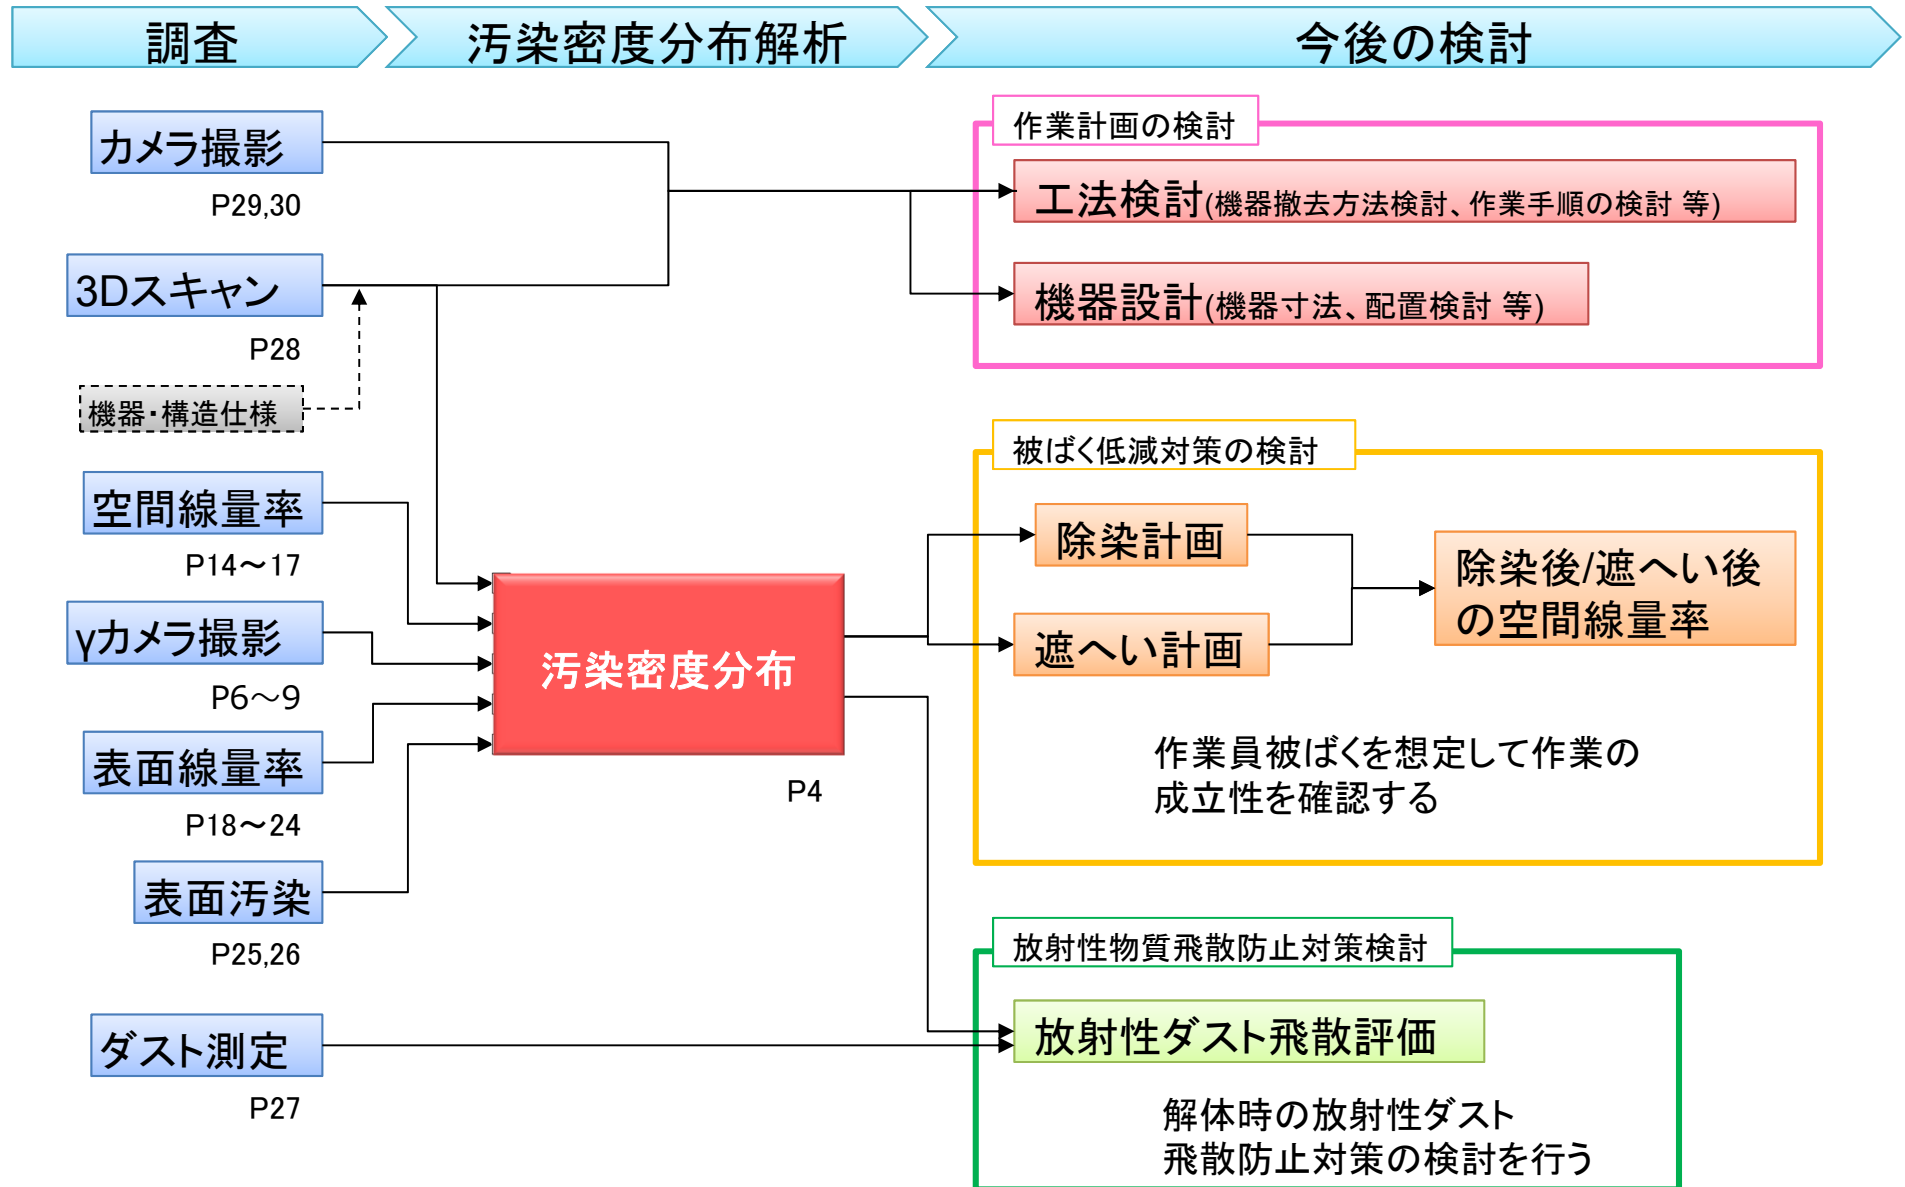 調査
汚染密度分布解析
今後の検討
カメラ撮影
P29,30
3Dスキャン
P28
機器・構造仕様
空間線量率
P14～17
γカメラ撮影
P6～9
表面線量率
P18～24
表面汚染
P25,26
ダスト測定
P27
汚染密度分布
P4
作業計画の検討
工法検討(機器撤去方法検討、作業手順の検討 等)
機器設計(機器寸法、配置検討 等)
被ばく低減対策の検討
除染計画
遮へい計画
除染後/遮へい後
の空間線量率
作業員被ばくを想定して作業の
成立性を確認する
放射性物質飛散防止対策検討
放射性ダスト飛散評価
解体時の放射性ダスト
飛散防止対策の検討を行う